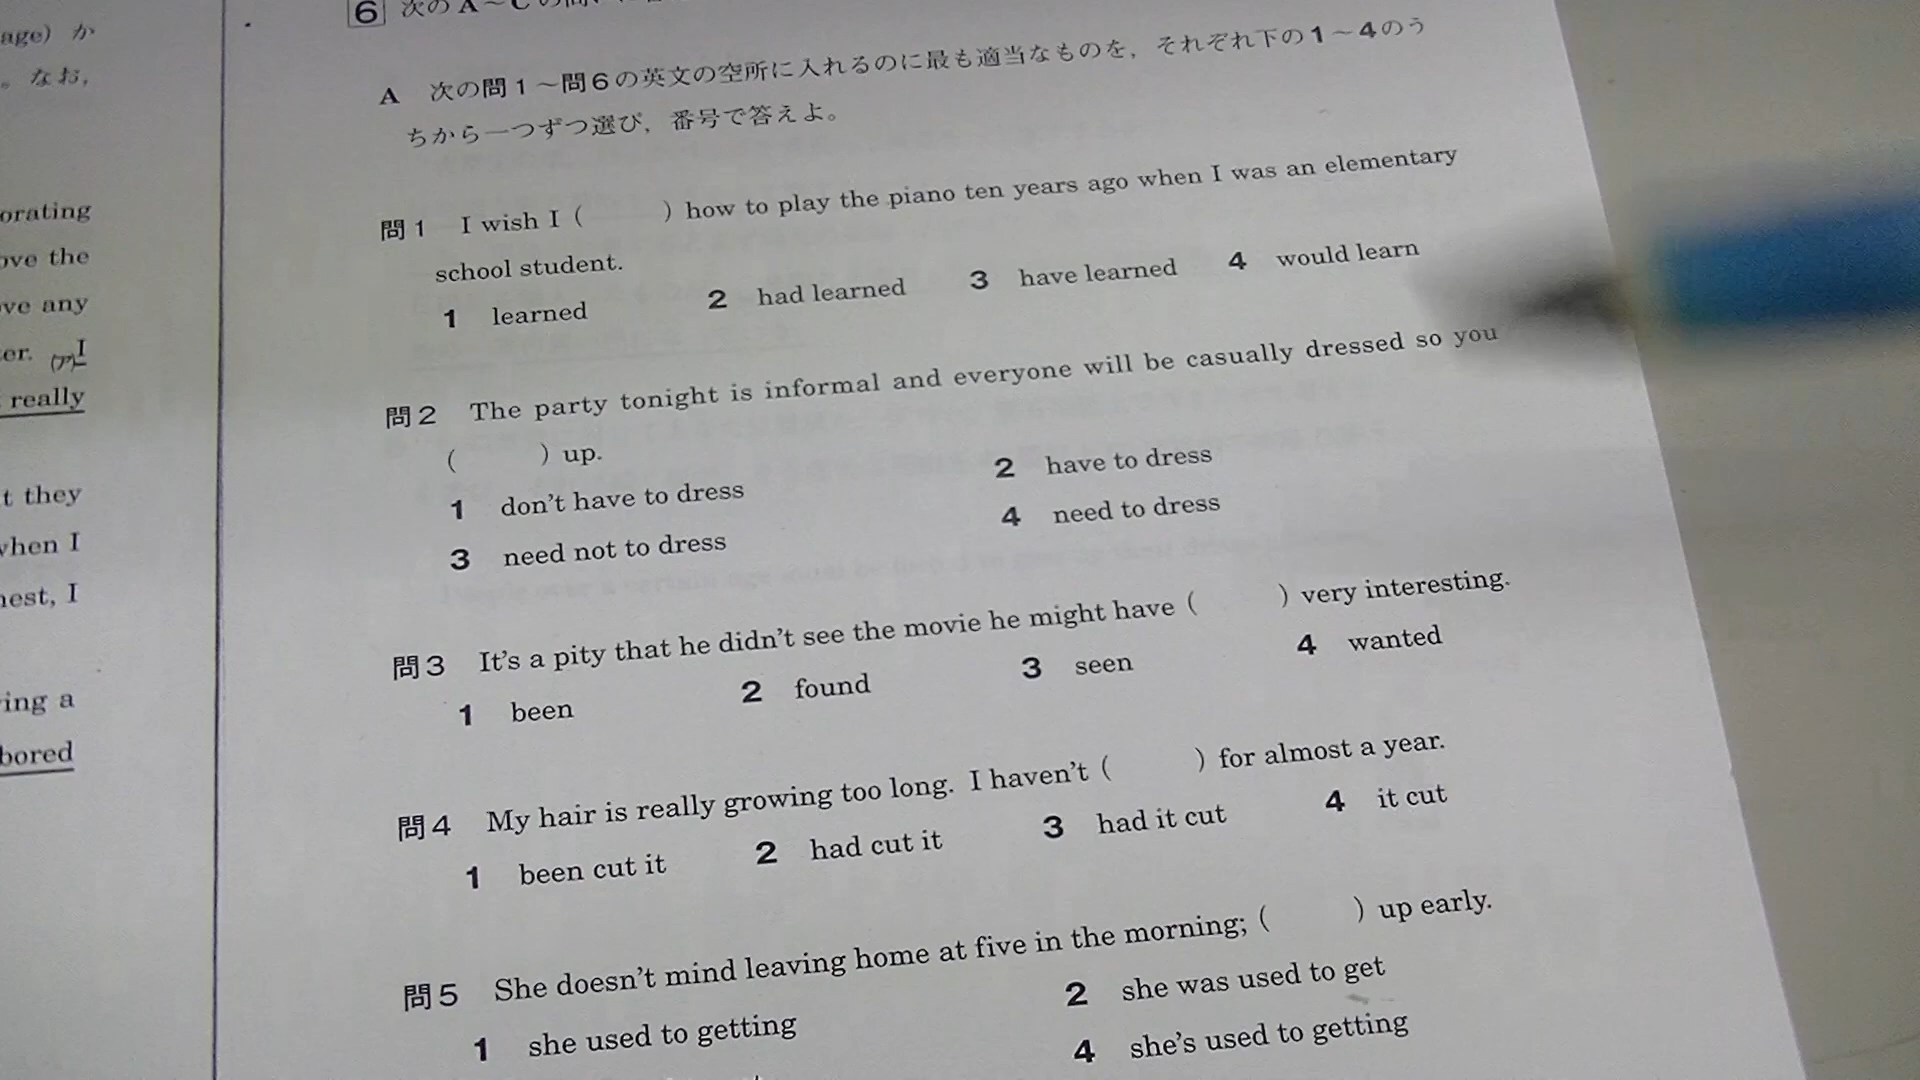 age) か
。なお,
orating
ove the
ve any
er. (ア)I
really
t they
when I
nest, I
ing a
bored
6 次の A～C の問い
A 次の問1～問6の英文の空所に入れるのに最も適当なものを，それぞれ下の1～4のう
ちから一つずつ選び，番号で答えよ。
問1 I wish I ( ) how to play the piano ten years ago when I was an elementary
school student.
1 learned 2 had learned 3 have learned 4 would learn
問2 The party tonight is informal and everyone will be casually dressed so you
( ) up.
1 don't have to dress 2 have to dress
3 need not to dress 4 need to dress
問3 It's a pity that he didn't see the movie he might have ( ) very interesting.
1 been 2 found 3 seen 4 wanted
問4 My hair is really growing too long. I haven't ( ) for almost a year.
1 been cut it 2 had cut it 3 had it cut 4 it cut
問5 She doesn't mind leaving home at five in the morning; ( ) up early.
1 she used to getting 2 she was used to get
4 she's used to getting